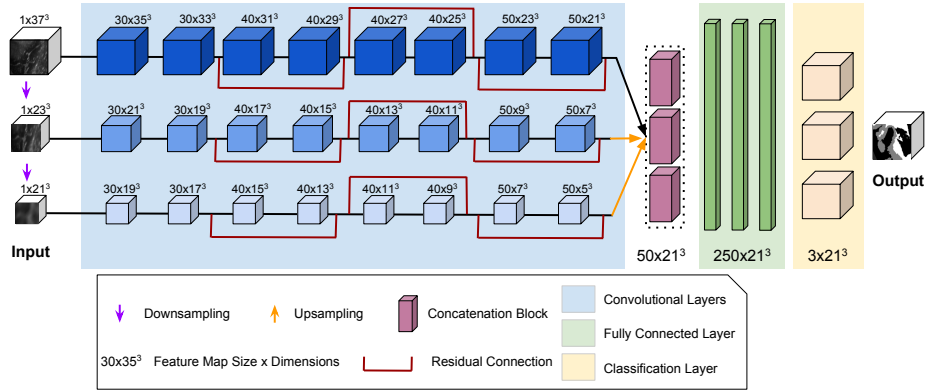 1x37³ 30x35³ 30x33³ 40x31³ 40x29³ 40x27³ 40x25³ 50x23³ 50x21³
1x23³ 30x21³ 30x19³ 40x17³ 40x15³ 40x13³ 40x11³ 50x9³ 50x7³
1x21³ 30x19³ 30x17³ 40x15³ 40x13³ 40x11³ 40x9³ 50x7³ 50x5³
Input
Output
50x21³ 250x21³ 3x21³
Downsampling
Upsampling
Concatenation Block
Convolutional Layers
Fully Connected Layer
30x35³ Feature Map Size x Dimensions
Residual Connection
Classification Layer